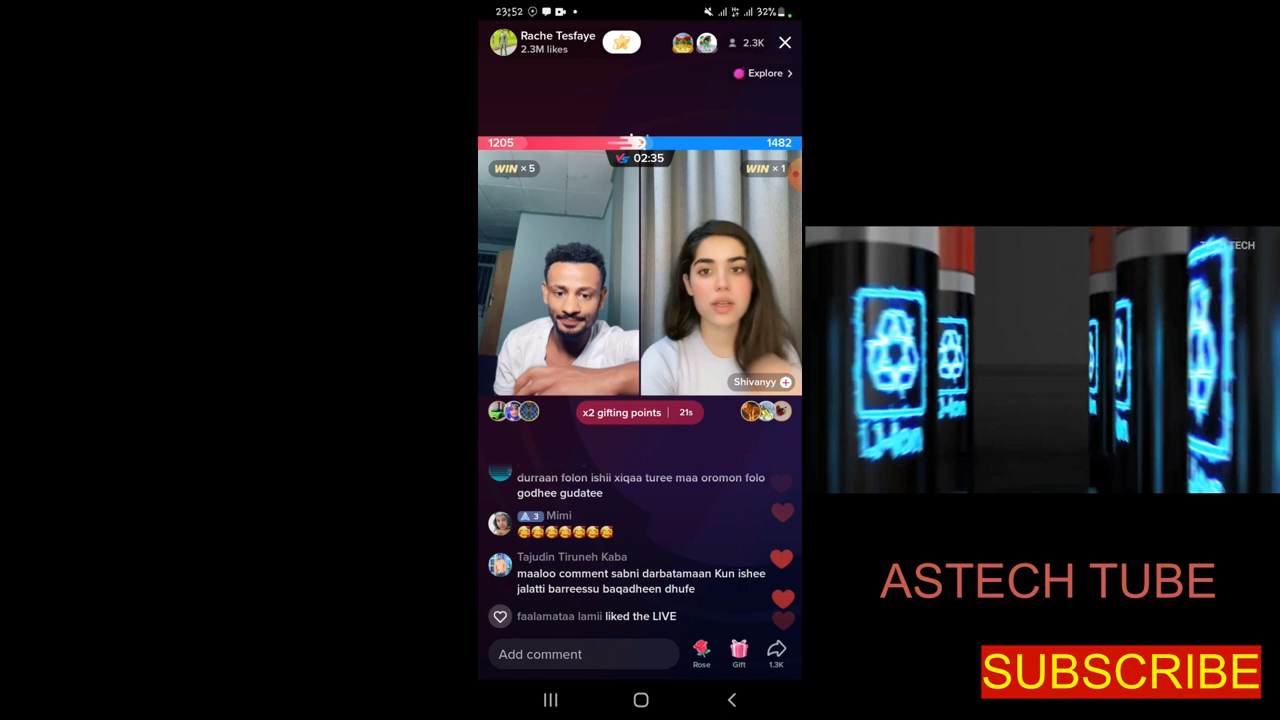 23:52
32%
Rache Tesfaye
2.3M likes
2.3K
Explore >
1205
1482
VS 02:35
WIN × 5
WIN × 1
Shivanyy
x2 gifting points | 21s
durraan folon ishii xiqaa turee maa oromon folo
godhee gudatee
3 Mimi
Tajudin Tiruneh Kaba
maaloo comment sabni darbatamaan Kun ishee
jalatti barreessu baqadheen dhufe
faalamataa lamii liked the LIVE
Add comment
Rose
Gift
1.3K
TECH
Li-Ion
Li-Ion
ASTECH TUBE
SUBSCRIBE